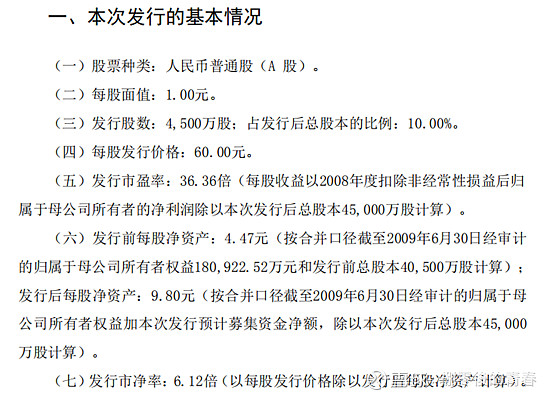 一、本次发行的基本情况
（一）股票种类：人民币普通股（A 股）。
（二）每股面值：1.00元。
（三）发行股数：4,500万股；占发行后总股本的比例：10.00%。
（四）每股发行价格：60.00元。
（五）发行市盈率：36.36倍（每股收益以2008年度扣除非经常性损益后归
属于母公司所有者的净利润除以本次发行后总股本45,000万股计算）。
（六）发行前每股净资产：4.47元（按合并口径截至2009年6月30日经审计
的归属于母公司所有者权益180,922.52万元和发行前总股本40,500万股计算）；
发行后每股净资产：9.80元（按合并口径截至2009年6月30日经审计的归属于母
公司所有者权益加本次发行预计募集资金净额，除以本次发行后总股本45,000
万股计算）。
（七）发行市净率：6.12倍（以每股发行价格除以发行后每股净资产计算）。